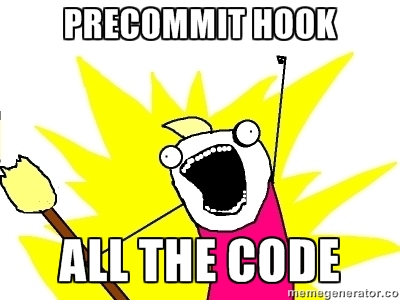 PRECOMMIT HOOK
ALL THE CODE
memegenerator.co